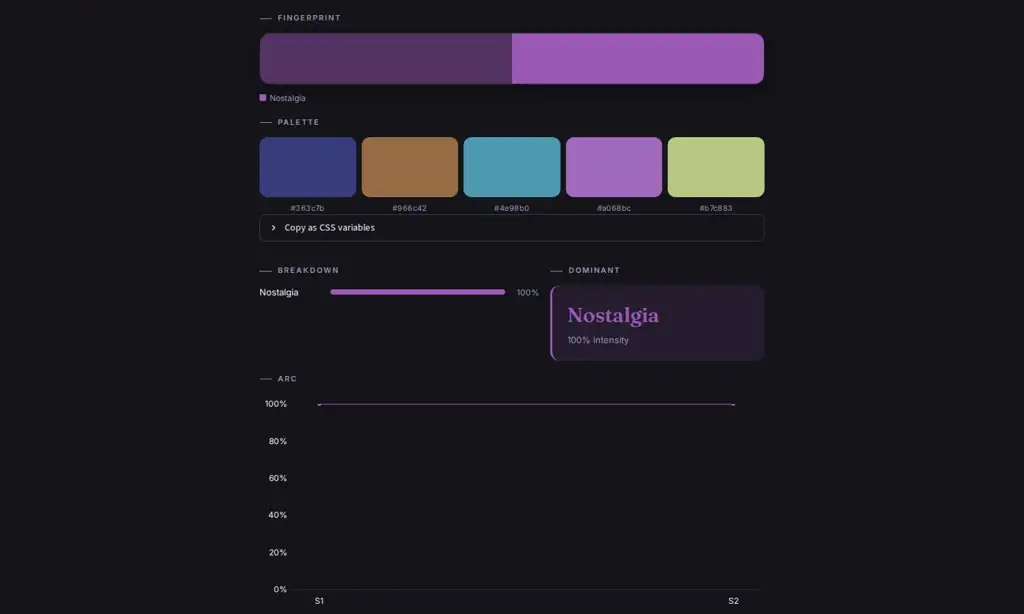 FINGERPRINT
Nostalgia
PALETTE
#363c7b #966c42 #4e98b0 #a068bc #b7c883
Copy as CSS variables
BREAKDOWN
Nostalgia 100%
DOMINANT
Nostalgia
100% intensity
ARC
100%
80%
60%
40%
20%
0%
S1 S2